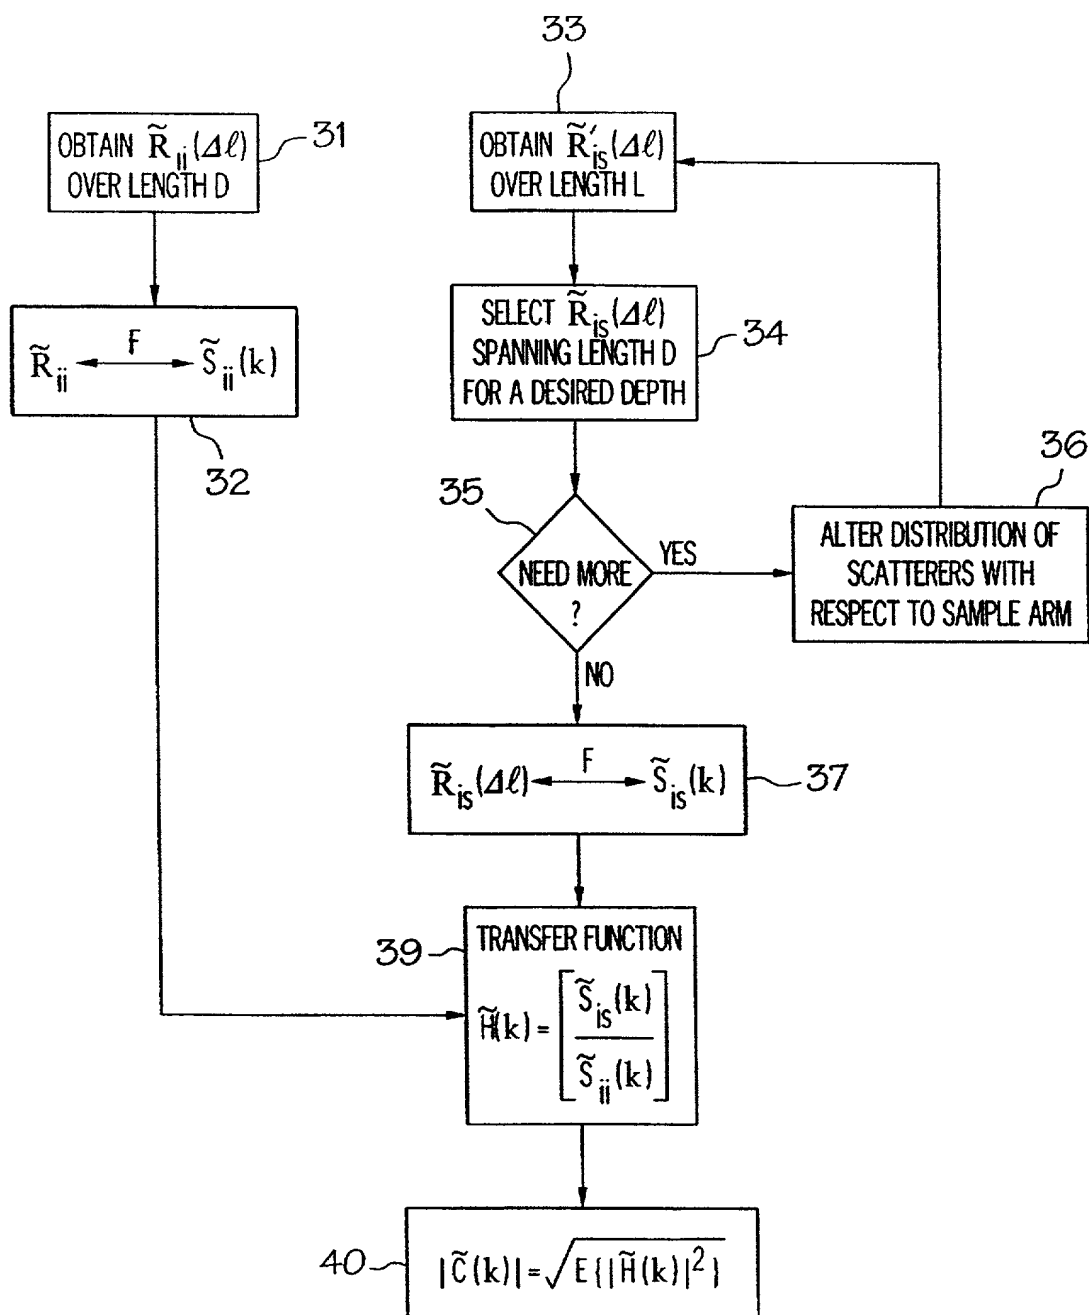 33
31
OBTAIN R̃ii(Δℓ)
OVER LENGTH D
OBTAIN R̃′is(Δℓ)
OVER LENGTH L
SELECT R̃is(Δℓ)
SPANNING LENGTH D
FOR A DESIRED DEPTH
34
R̃ii F S̃ii(k)
32
36
35
NEED MORE
?
YES
ALTER DISTRIBUTION OF
SCATTERERS WITH
RESPECT TO SAMPLE ARM
NO
R̃is(Δℓ) F S̃is(k)
37
39
TRANSFER FUNCTION
H̃(k) = [S̃is(k) / S̃ii(k)]
40
|C̃(k)| = √E{|H̃(k)|²}